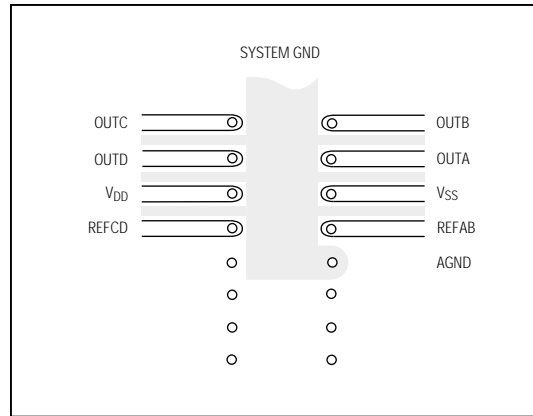 SYSTEM GND
OUTC
OUTB
OUTD
OUTA
VDD
VSS
REFCD
REFAB
AGND